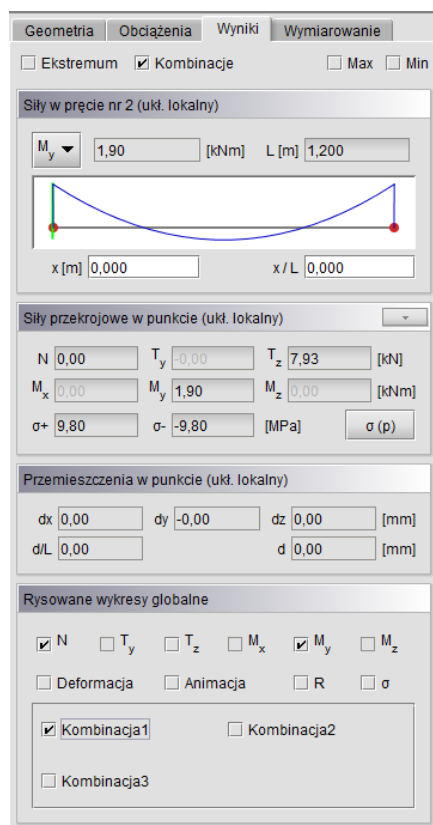 Geometria Obciążenia Wyniki Wymiarowanie
Ekstremum Kombinacje Max Min
Siły w pręcie nr 2 (ukł. lokalny)
My 1,90 [kNm] L [m] 1,200
x [m] 0,000 x / L 0,000
Siły przekrojowe w punkcie (ukł. lokalny)
N 0,00 Ty -0,00 Tz 7,93 [kN]
Mx 0,00 My 1,90 Mz 0,00 [kNm]
σ+ 9,80 σ- -9,80 [MPa] σ (p)
Przemieszczenia w punkcie (ukł. lokalny)
dx 0,00 dy -0,00 dz 0,00 [mm]
d/L 0,00 d 0,00 [mm]
Rysowane wykresy globalne
N Ty Tz Mx My Mz
Deformacja Animacja R σ
Kombinacja1 Kombinacja2
Kombinacja3